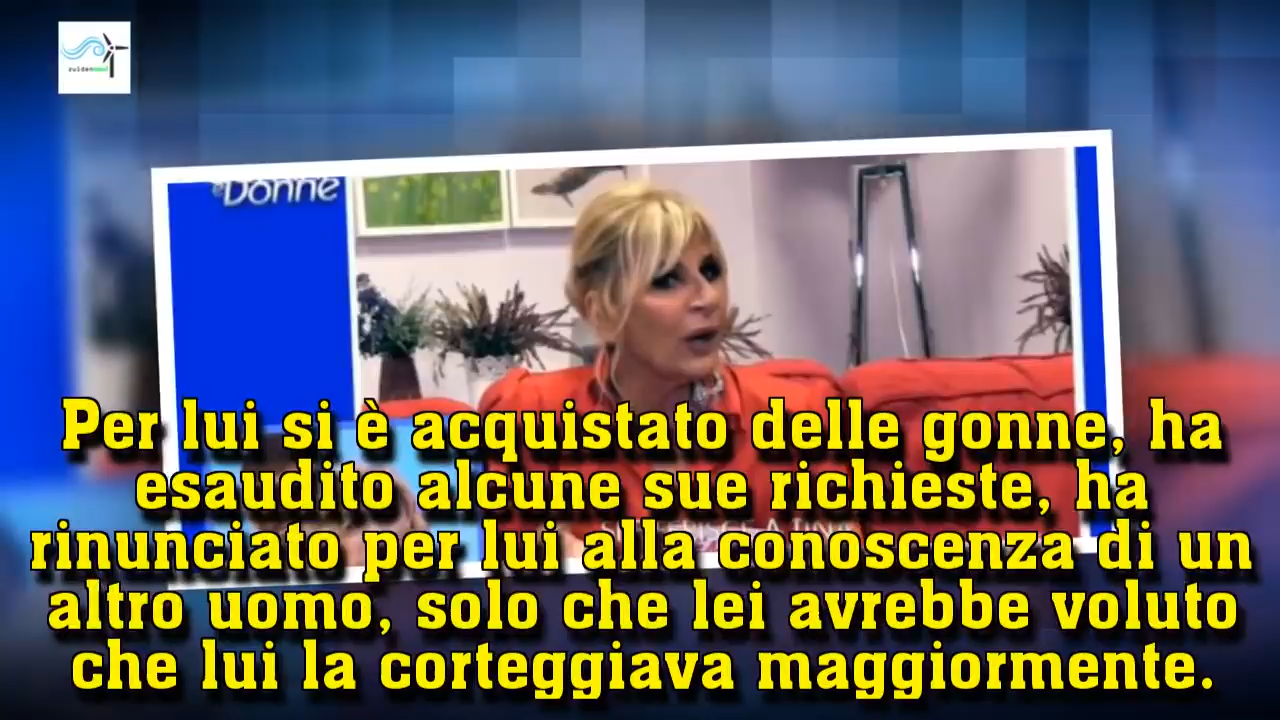 Donne
Per lui si è acquistato delle gonne, ha
esaudito alcune sue richieste, ha
rinunciato per lui alla conoscenza di un
altro uomo, solo che lei avrebbe voluto
che lui la corteggiava maggiormente.